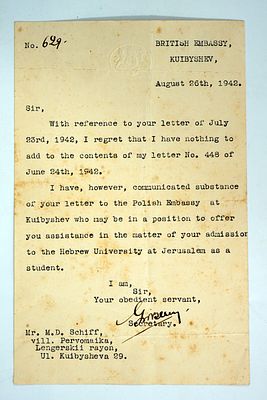 BRITISH EMBASSY,
No. 629.
KUIBYSHEV,
August 26th, 1942.
Sir,
With reference to your letter of July
23rd, 1942, I regret that I have nothing to
add to the contents of my letter No. 448 of
June 24th, 1942.
I have, however, communicated substance
of your letter to the Polish Embassy at
Kuibyshev who may be in a position to offer
you assistance in the matter of your admission
to the Hebrew University at Jerusalem as a
student.
I am,
Sir,
Your obedient servant,
Secretary.
Mr. M.D. Schiff,
vill. Pervomaika,
Lengerskii rayon,
Ul. Kuibysheva 29.